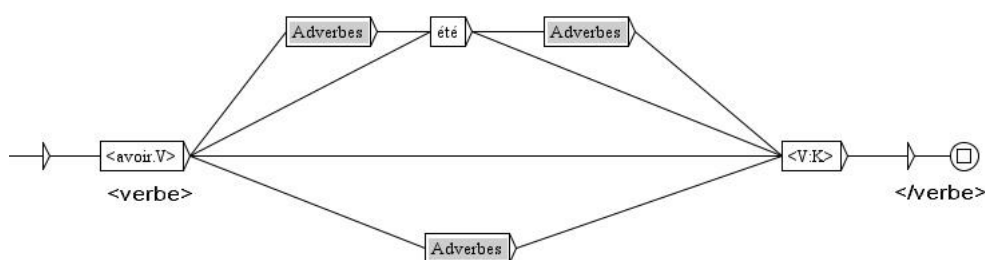 Adverbes été Adverbes
<avoir.V> <V:K>
<verbe> </verbe>
Adverbes